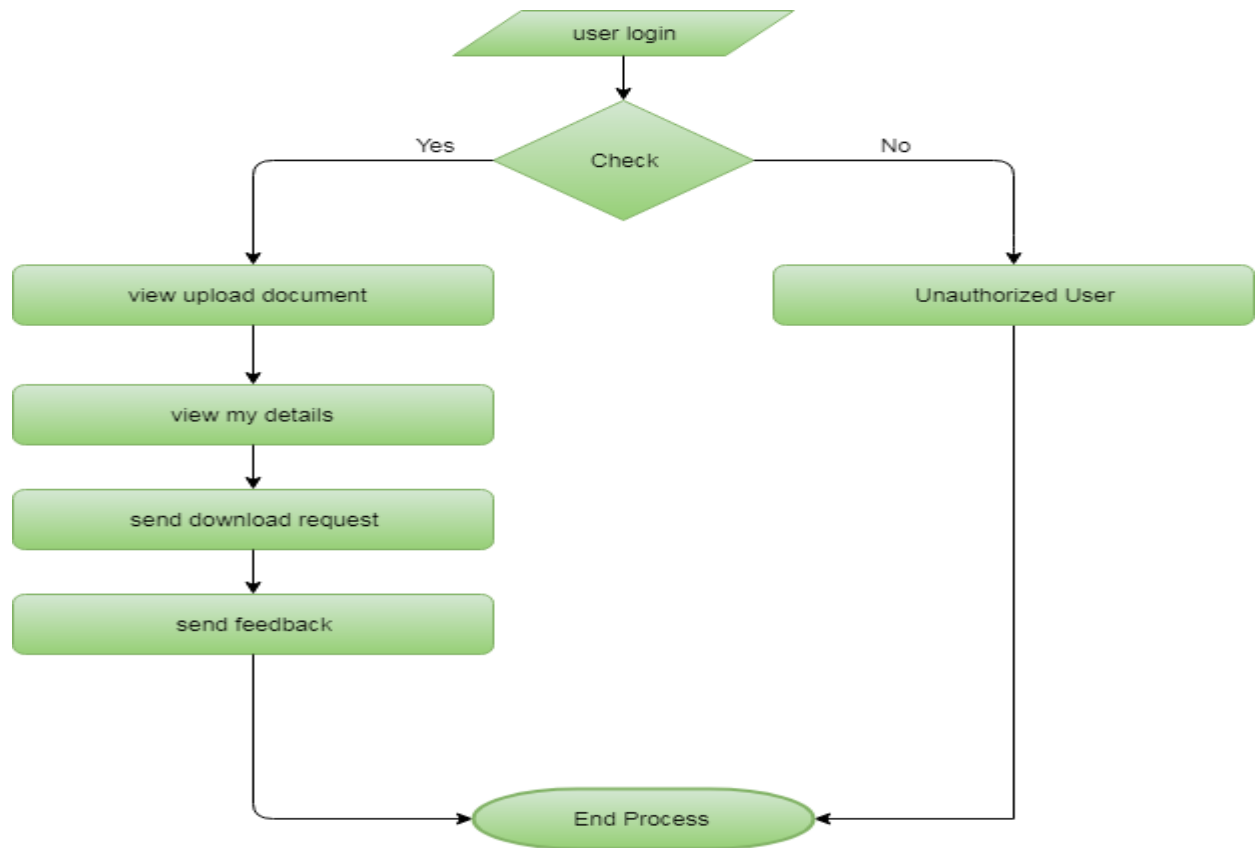 user login
Check
Yes
No
view upload document
Unauthorized User
view my details
send download request
send feedback
End Process